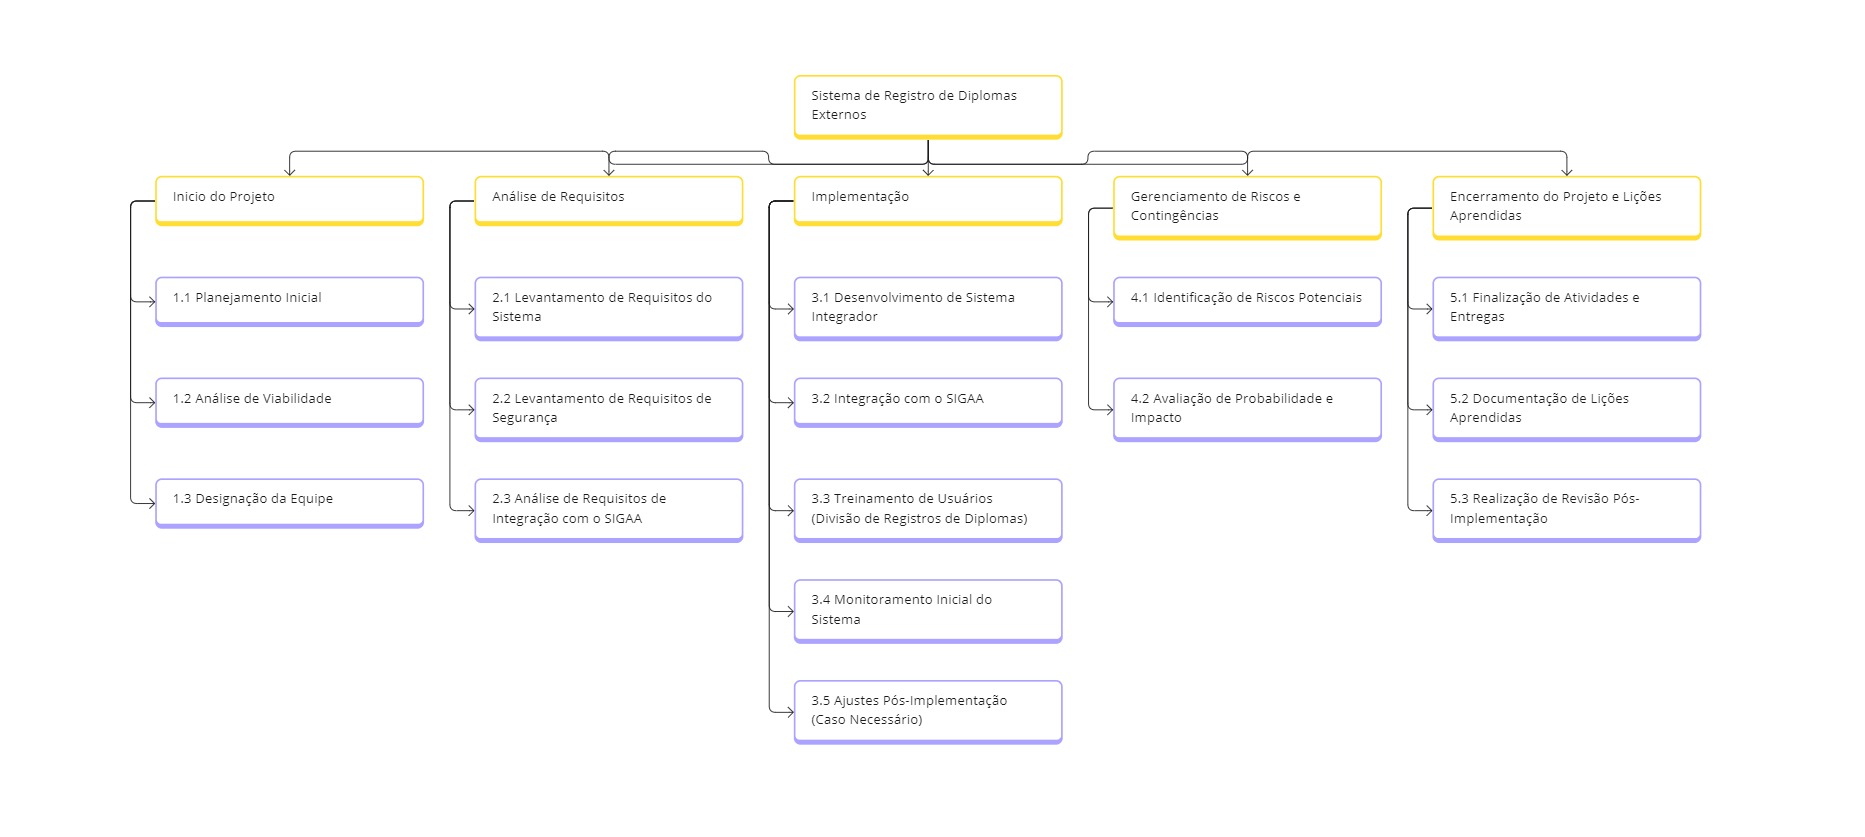 Sistema de Registro de Diplomas
Externos
Inicio do Projeto
1.1 Planejamento Inicial
1.2 Análise de Viabilidade
1.3 Designação da Equipe
Análise de Requisitos
2.1 Levantamento de Requisitos do
Sistema
2.2 Levantamento de Requisitos de
Segurança
2.3 Análise de Requisitos de
Integração com o SIGAA
Implementação
3.1 Desenvolvimento de Sistema
Integrador
3.2 Integração com o SIGAA
3.3 Treinamento de Usuários
(Divisão de Registros de Diplomas)
3.4 Monitoramento Inicial do
Sistema
3.5 Ajustes Pós-Implementação
(Caso Necessário)
Gerenciamento de Riscos e
Contingências
4.1 Identificação de Riscos Potenciais
4.2 Avaliação de Probabilidade e
Impacto
Encerramento do Projeto e Lições
Aprendidas
5.1 Finalização de Atividades e
Entregas
5.2 Documentação de Lições
Aprendidas
5.3 Realização de Revisão Pós-
Implementação